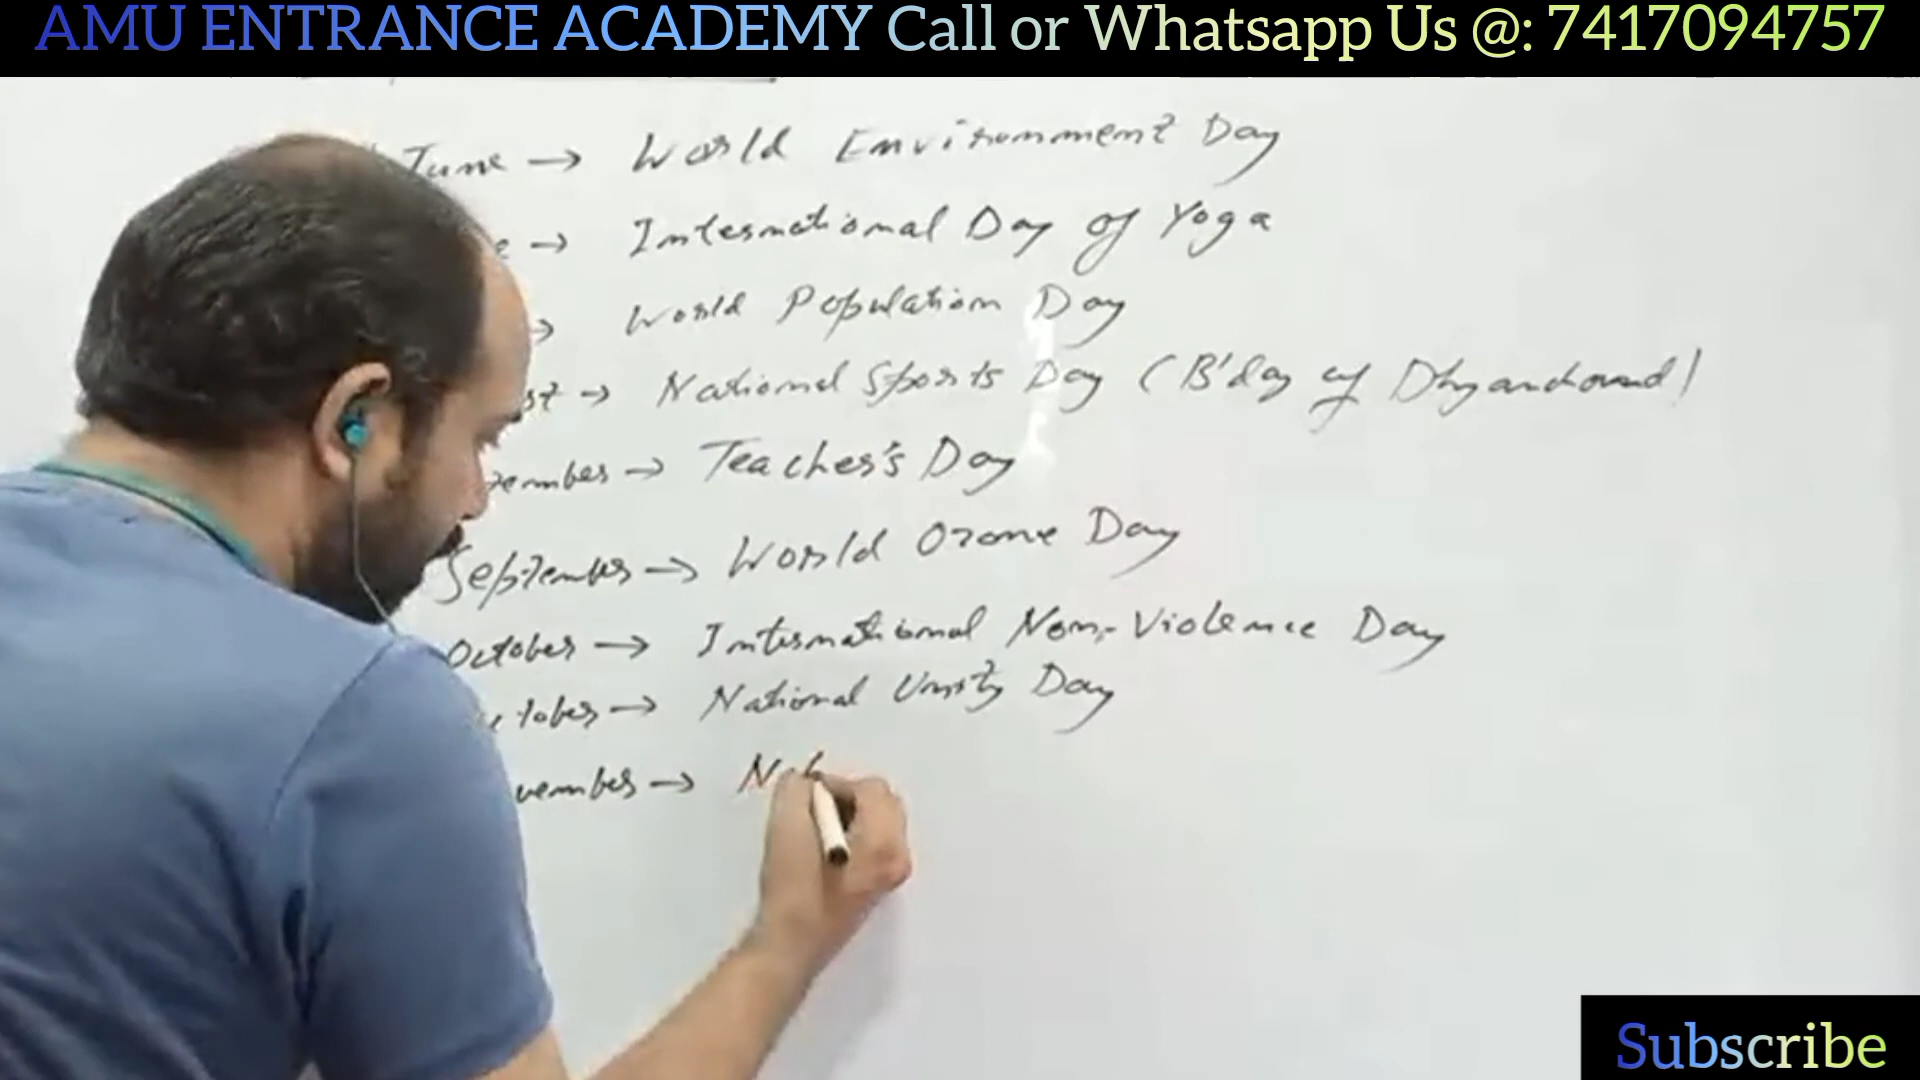 AMU ENTRANCE ACADEMY Call or Whatsapp Us @: 7417094757
June → World Environment Day
→ International Day of Yoga
World Population Day
→ National Sports Day (B'day of Dhyanchand)
→ Teacher's Day
September → World Ozone Day
October → International Non-Violence Day
→ National Unity Day
→
Subscribe